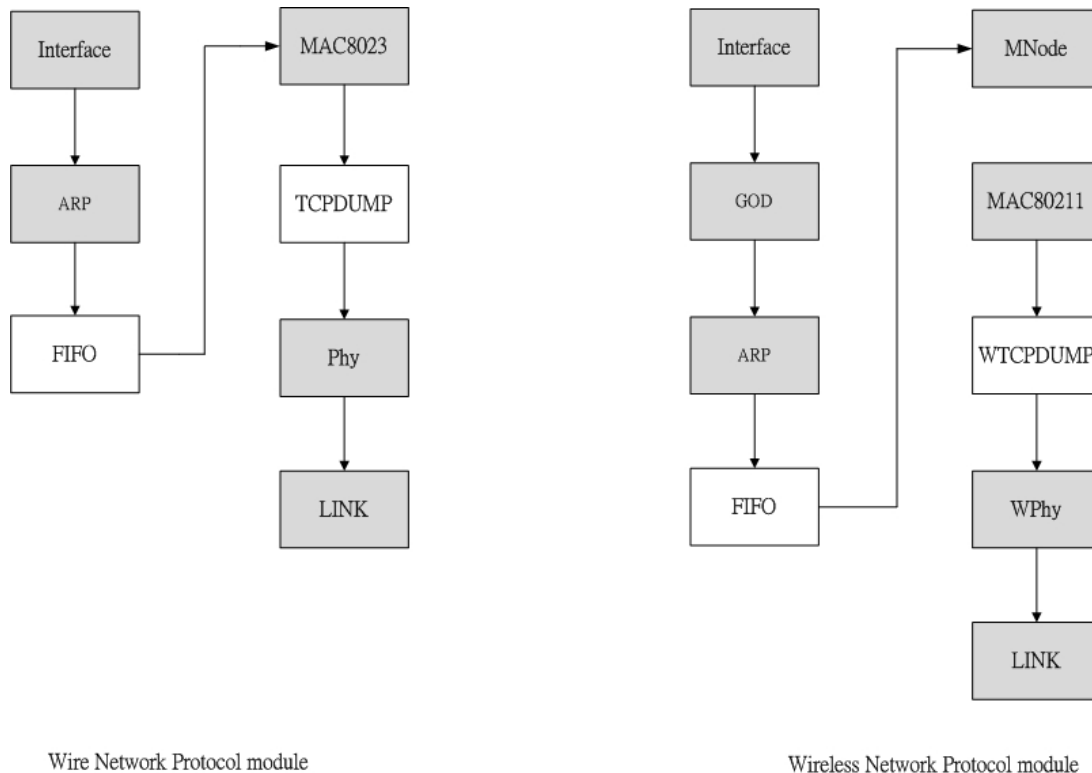 Interface
ARP
FIFO
MAC8023
TCPDUMP
Phy
LINK
Wire Network Protocol module
Interface
GOD
ARP
FIFO
MNode
MAC80211
WTCPDUMP
WPhy
LINK
Wireless Network Protocol module